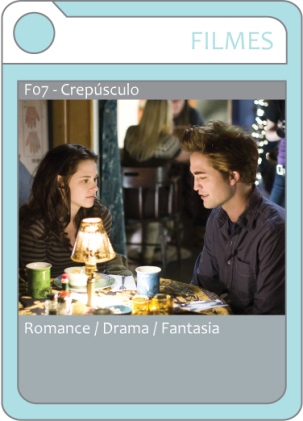 FILMES
F07 - Crepúsculo
Romance / Drama / Fantasia